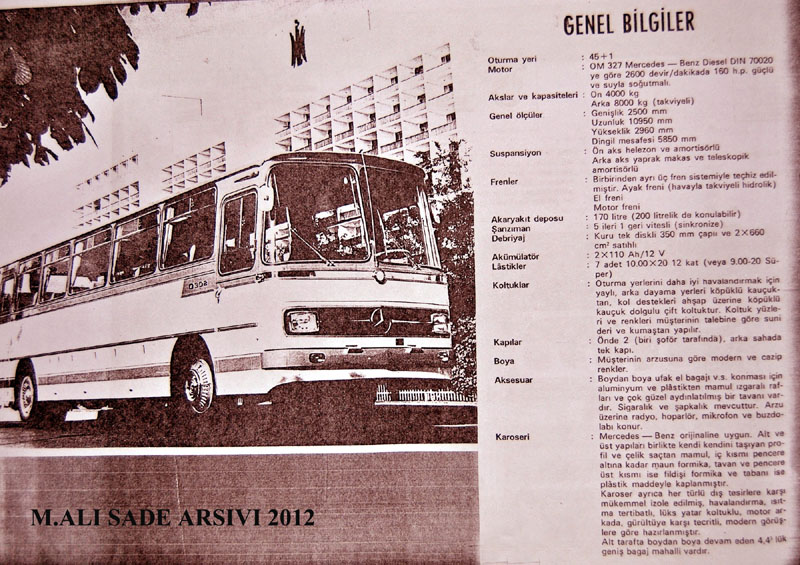 GENEL BİLGİLER
Oturma yeri : 45+1
Motor : OM 327 Mercedes — Benz Diesel DIN 70020
ye göre 2600 devir/dakikada 160 h.p. güçlü
ve suyla soğutmalı.
Akslar ve kapasiteleri : Ön 4000 kg
Arka 8000 kg (takviyeli)
Genel ölçüler : Genişlik 2500 mm
Uzunluk 10950 mm
Yükseklik 2960 mm
Dingil mesafesi 5850 mm
Suspansiyon : Ön aks helezon ve amortisörlü
Arka aks yaprak makas ve teleskopik
amortisörlü
Frenler : Birbirinden ayrı üç fren sistemiyle teçhiz edil-
miştir. Ayak freni (havayla takviyeli hidrolik)
El freni
Motor freni
Akaryakıt deposu : 170 litre (200 litrelik de konulabilir)
Şanzıman : 5 ileri 1 geri vitesli (sinkronize)
Debriyaj : Kuru tek diskli 350 mm çaplı ve 2×660
cm² satıhlı
Akümülatör : 2×110 Ah/12 V
Lâstikler : 7 adet 10.00×20 12 kat (veya 9.00-20 Sü-
per)
Koltuklar : Oturma yerlerini daha iyi havalandırmak için
yaylı, arka dayama yerleri köpüklü kauçuk-
tan, kol destekleri ahşap üzerine köpüklü
kauçuk dolgulu çift koltuktur. Koltuk yüzle-
ri ve renkleri müşterinin talebine göre suni
deri ve kumaştan yapılır.
Kapılar : Önde 2 (biri şoför tarafında), arka sahada
tek kapı.
Boya : Müşterinin arzusuna göre modern ve cazip
renkler.
Aksesuar : Boydan boya ufak el bagajı v.s. konması için
aluminyum ve plâstikten mamul ızgaralı raf-
ları ve çok güzel aydınlatılmış bir tavanı var-
dır. Sigaralik ve şapkalık mevcuttur. Arzu
üzerine radyo, hoparlör, mikrofon ve buzdo-
labı konur.
Karoseri : Mercedes — Benz orijinaline uygun. Alt ve
üst yapıları birlikte kendi kendini taşıyan pro-
fil ve çelik saçtan mamul, iç kısmı pencere
altına kadar maun formika, tavan ve pencere
üst kısmı ise fildişi formika ve tabanı ise
plâstik maddeyle kaplanmıştır.
Karoser ayrıca her türlü dış tesirlere karşı
mükemmel izole edilmiş, havalandırma, ısıt-
ma tertibatlı, lüks yatar koltuklu, motor ar-
kada, gürültüye karşı tecritli, modern görüş-
lere göre hazırlanmıştır.
Alt tarafta boydan boya devam eden 4,4³ lük
geniş bagaj mahalli vardır.
O 302
M.ALI SADE ARSIVI 2012